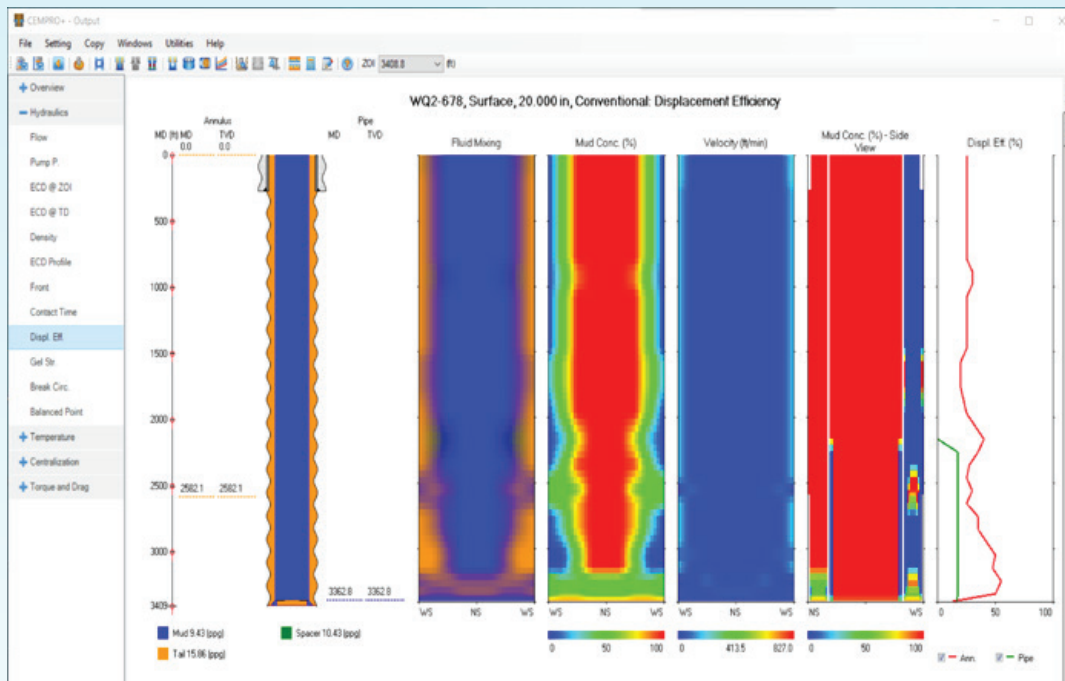 CEMPRO+ - Output
File Setting Copy Windows Utilities Help
ZOI 3408.8 (ft)
Overview
Hydraulics
Flow
Pump P.
ECD @ ZOI
ECD @ TD
Density
ECD Profile
Front
Contact Time
Displ. Eff.
Gel Str.
Break Circ.
Balanced Point
Temperature
Centralization
Torque and Drag
WQ2-678, Surface, 20.000 in, Conventional: Displacement Efficiency
Annulus Pipe
MD (ft) MD TVD MD TVD
0.0 0.0
Fluid Mixing
Mud Conc. (%)
Velocity (ft/min)
Mud Conc. (%) - Side
View
Displ. Eff. (%)
0
500
1000
1500
2000
2500
3000
3409
2582.1 2582.1
3362.8 3362.8
WS NS WS
WS NS WS
WS NS WS
NS WS
0 50 100
Mud 9.43 (ppg)
Spacer 10.43 (ppg)
Tail 15.86 (ppg)
0 50 100
0 413.5 827.0
0 50 100
Ann. Pipe